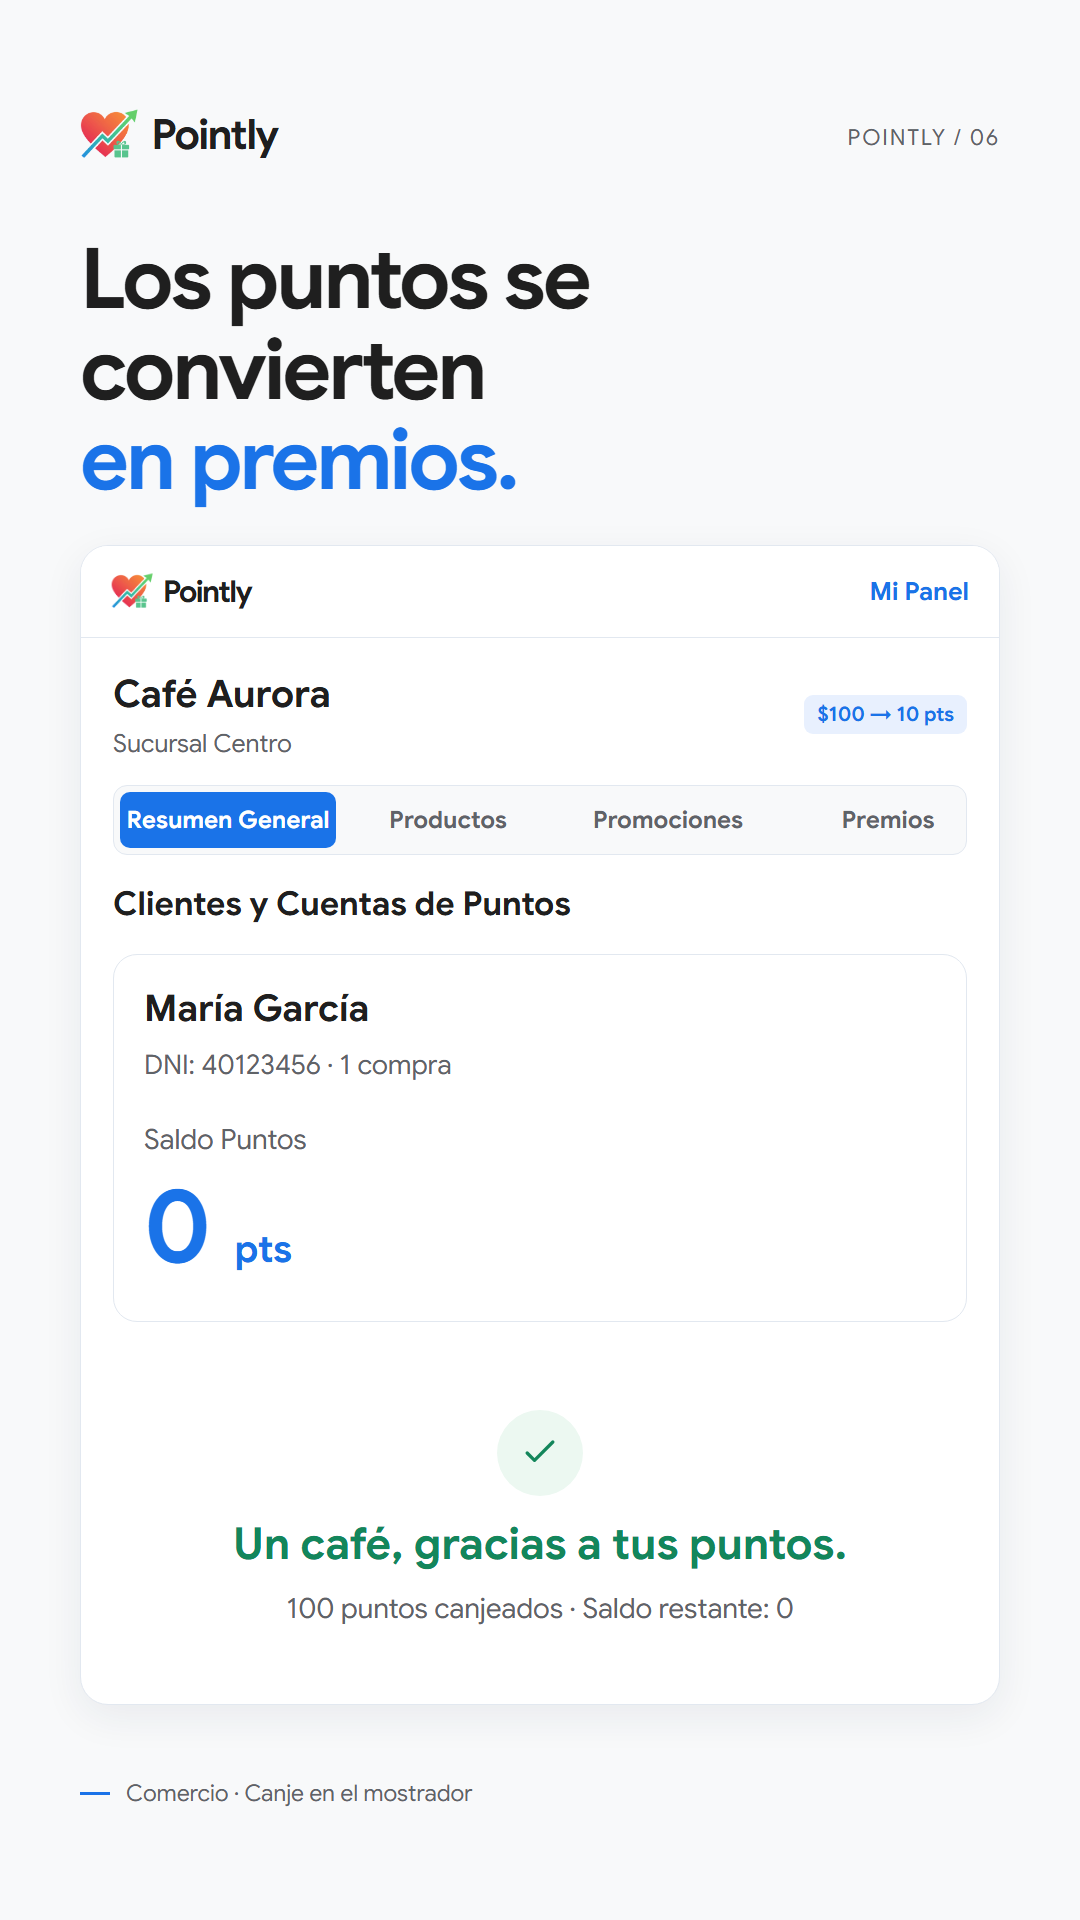 Pointly
POINTLY / 06
Los puntos se
convierten
en premios.
Pointly
Mi Panel
Café Aurora
Sucursal Centro
$100 → 10 pts
Resumen General
Productos
Promociones
Premios
Clientes y Cuentas de Puntos
María García
DNI: 40123456 · 1 compra
Saldo Puntos
0 pts
Un café, gracias a tus puntos.
100 puntos canjeados · Saldo restante: 0
Comercio · Canje en el mostrador